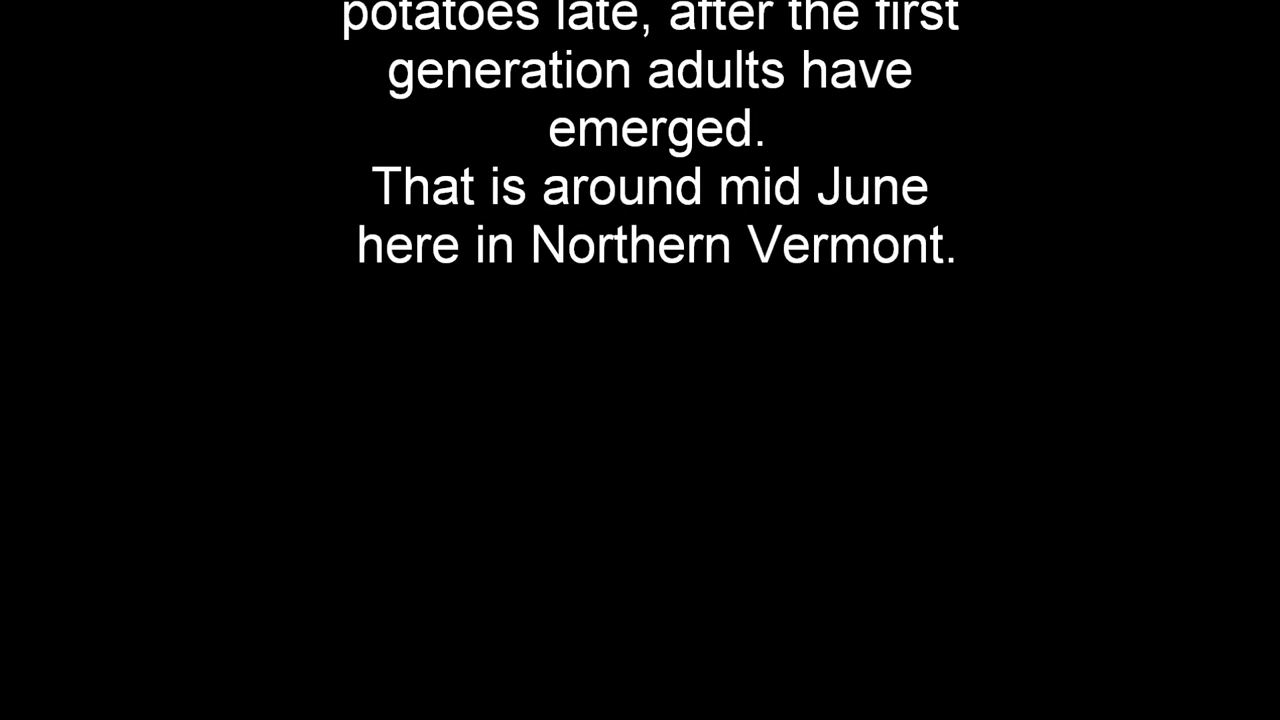 potatoes late, after the first
generation adults have
emerged.
That is around mid June
here in Northern Vermont.